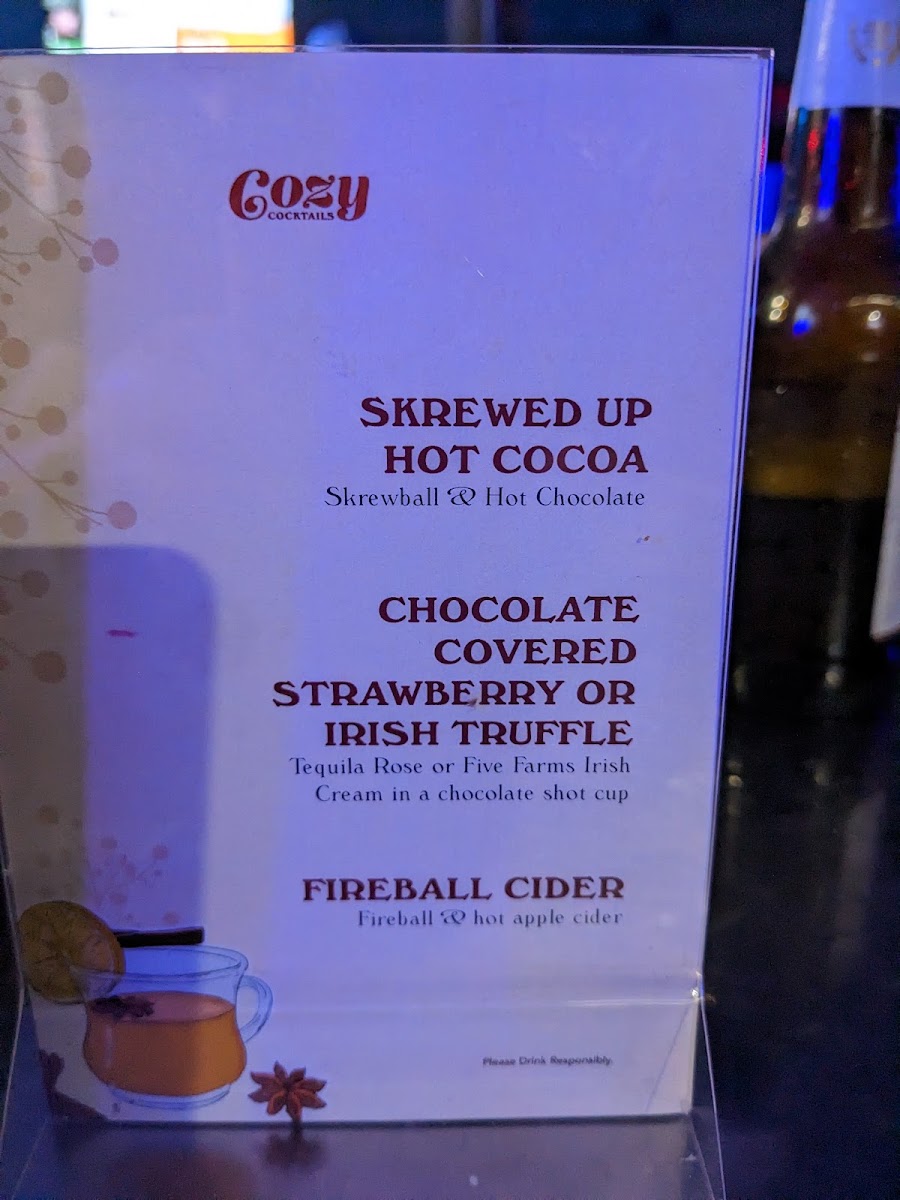 Cozy
COCKTAILS
SKREWED UP
HOT COCOA
Skrewball & Hot Chocolate
CHOCOLATE
COVERED
STRAWBERRY OR
IRISH TRUFFLE
Tequila Rose or Five Farms Irish
Cream in a chocolate shot cup
FIREBALL CIDER
Fireball & hot apple cider
Please Drink Responsibly.